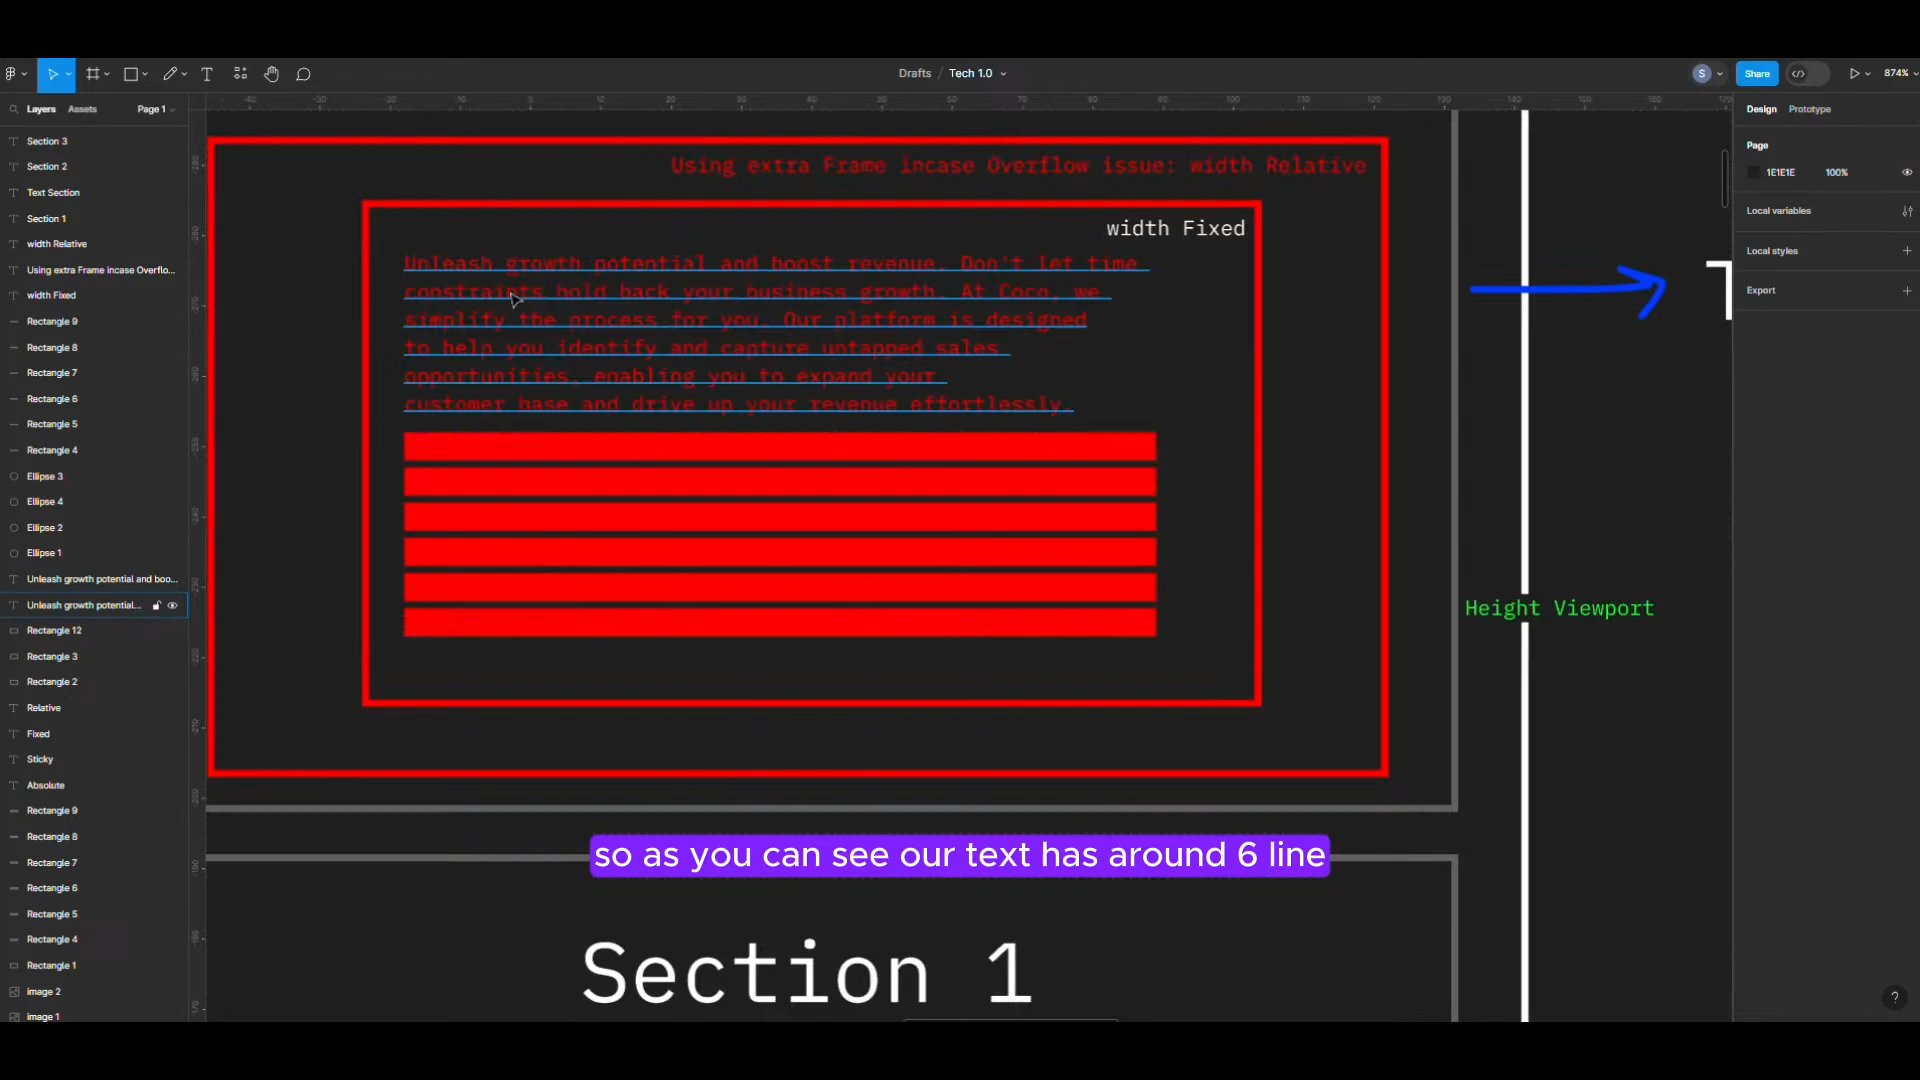 Drafts / Tech 1.0
S
Share
874%
Layers
Assets
Page 1
Design
Prototype
Section 3
Section 2
Text Section
Section 1
width Relative
Using extra Frame incase Overflo...
width Fixed
Rectangle 9
Rectangle 8
Rectangle 7
Rectangle 6
Rectangle 5
Rectangle 4
Ellipse 3
Ellipse 4
Ellipse 2
Ellipse 1
Unleash growth potential and boo...
Unleash growth potential...
Rectangle 12
Rectangle 3
Rectangle 2
Relative
Fixed
Sticky
Absolute
Rectangle 9
Rectangle 8
Rectangle 7
Rectangle 6
Rectangle 5
Rectangle 4
Rectangle 1
image 2
image 1
Using extra Frame incase Overflow issue: width Relative
width Fixed
Unleash growth potential and boost revenue. Don't let time
constraints hold back your business growth. At Coco, we
simplify the process for you. Our platform is designed
to help you identify and capture untapped sales
opportunities, enabling you to expand your
customer base and drive up your revenue effortlessly.
Height Viewport
so as you can see our text has around 6 line
Section 1
Page
1E1E1E 100%
Local variables
Local styles
Export
?